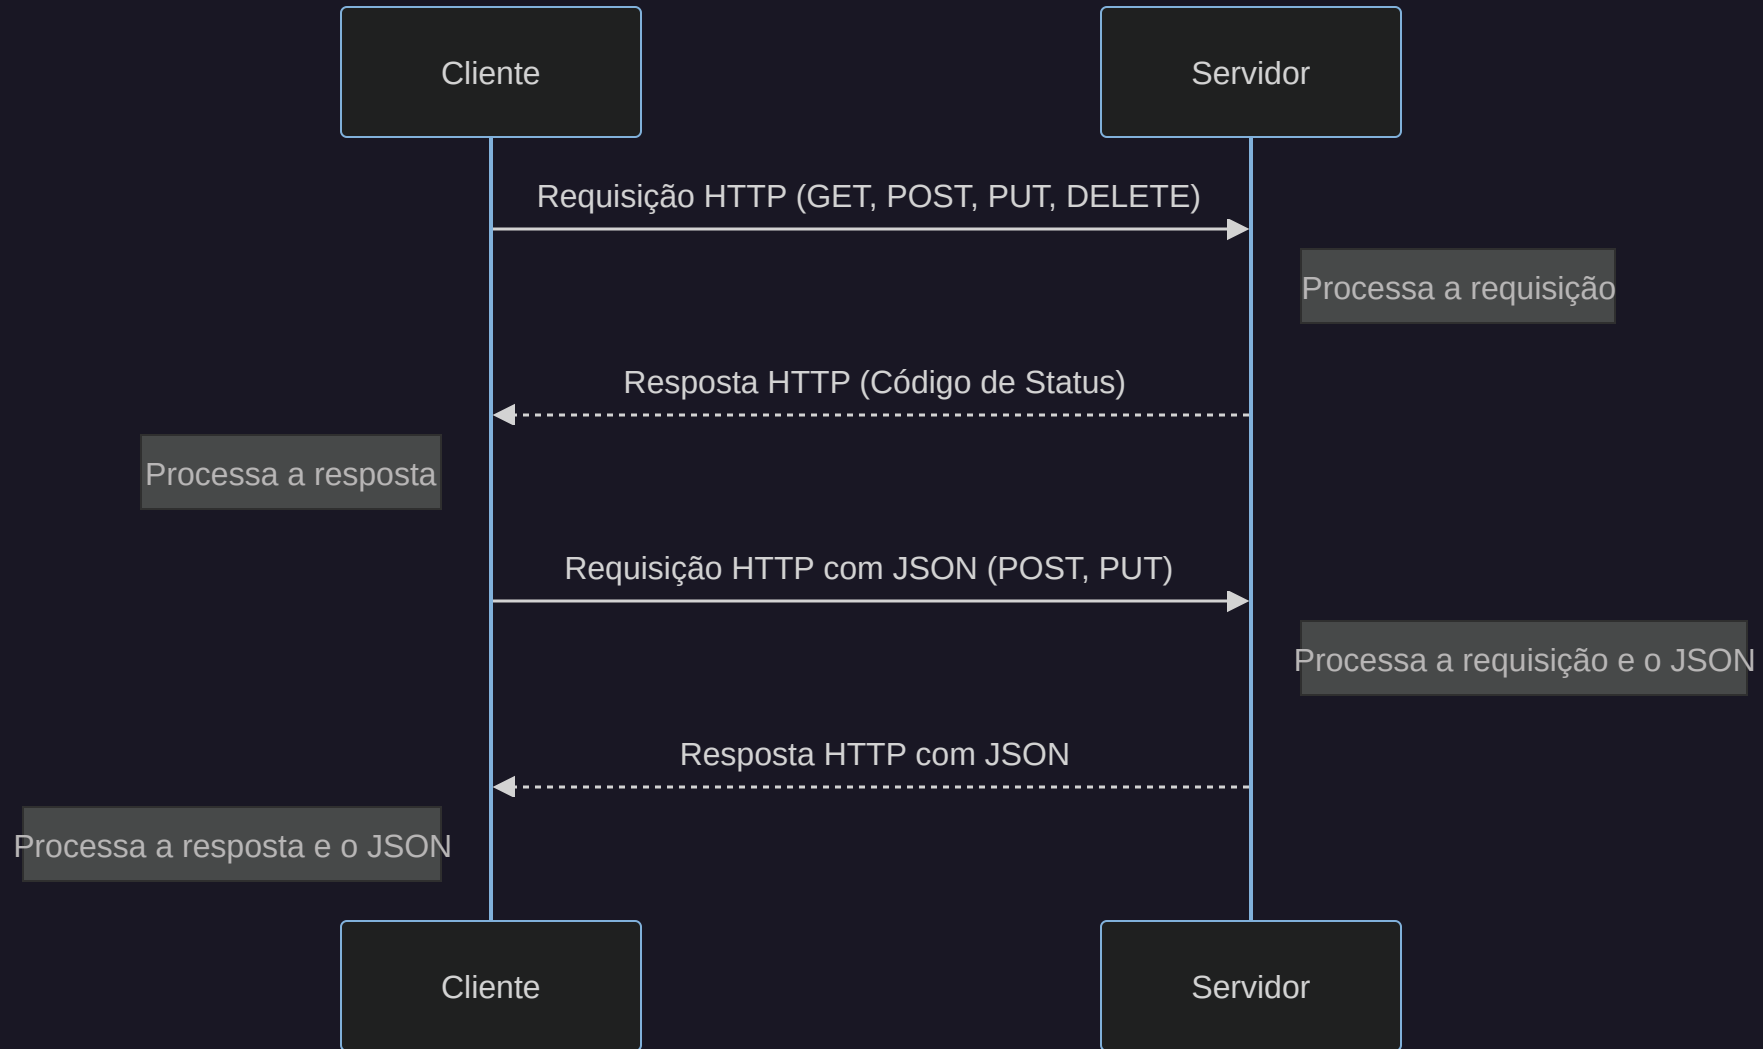 Cliente
Servidor
Requisição HTTP (GET, POST, PUT, DELETE)
Processa a requisição
Resposta HTTP (Código de Status)
Processa a resposta
Requisição HTTP com JSON (POST, PUT)
Processa a requisição e o JSON
Resposta HTTP com JSON
Processa a resposta e o JSON
Cliente
Servidor